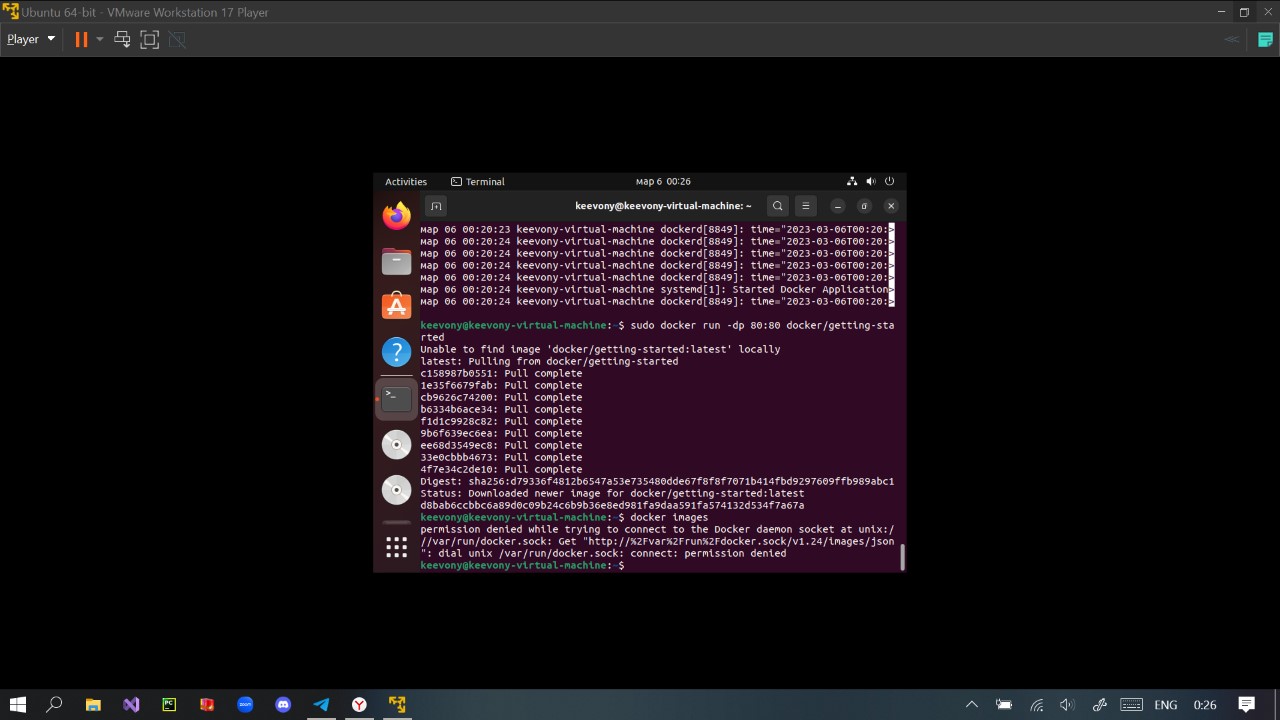 Ubuntu 64-bit - VMware Workstation 17 Player
Player
Activities
Terminal
мар 6 00:26
keevony@keevony-virtual-machine: ~
мар 06 00:20:23 keevony-virtual-machine dockerd[8849]: time="2023-03-06T00:20:>
мар 06 00:20:24 keevony-virtual-machine dockerd[8849]: time="2023-03-06T00:20:>
мар 06 00:20:24 keevony-virtual-machine dockerd[8849]: time="2023-03-06T00:20:>
мар 06 00:20:24 keevony-virtual-machine dockerd[8849]: time="2023-03-06T00:20:>
мар 06 00:20:24 keevony-virtual-machine dockerd[8849]: time="2023-03-06T00:20:>
мар 06 00:20:24 keevony-virtual-machine systemd[1]: Started Docker Application>
мар 06 00:20:24 keevony-virtual-machine dockerd[8849]: time="2023-03-06T00:20:>
keevony@keevony-virtual-machine:~$ sudo docker run -dp 80:80 docker/getting-sta
rted
Unable to find image 'docker/getting-started:latest' locally
latest: Pulling from docker/getting-started
c158987b0551: Pull complete
1e35f6679fab: Pull complete
cb9626c74200: Pull complete
b6334b6ace34: Pull complete
f1d1c9928c82: Pull complete
9b6f639ec6ea: Pull complete
ee68d3549ec8: Pull complete
33e0cbbb4673: Pull complete
4f7e34c2de10: Pull complete
Digest: sha256:d79336f4812b6547a53e735480dde67f8f8f7071b414fbd9297609ffb989abc1
Status: Downloaded newer image for docker/getting-started:latest
d8bab6ccbbc6a89d0c09b24c6b9b36e8ed981fa9daa591fa574132d534f7a67a
keevony@keevony-virtual-machine:~$ docker images
permission denied while trying to connect to the Docker daemon socket at unix:/
//var/run/docker.sock: Get "http://%2Fvar%2Frun%2Fdocker.sock/v1.24/images/json
": dial unix /var/run/docker.sock: connect: permission denied
keevony@keevony-virtual-machine:~$
PC
zoom
Y
ENG
0:26